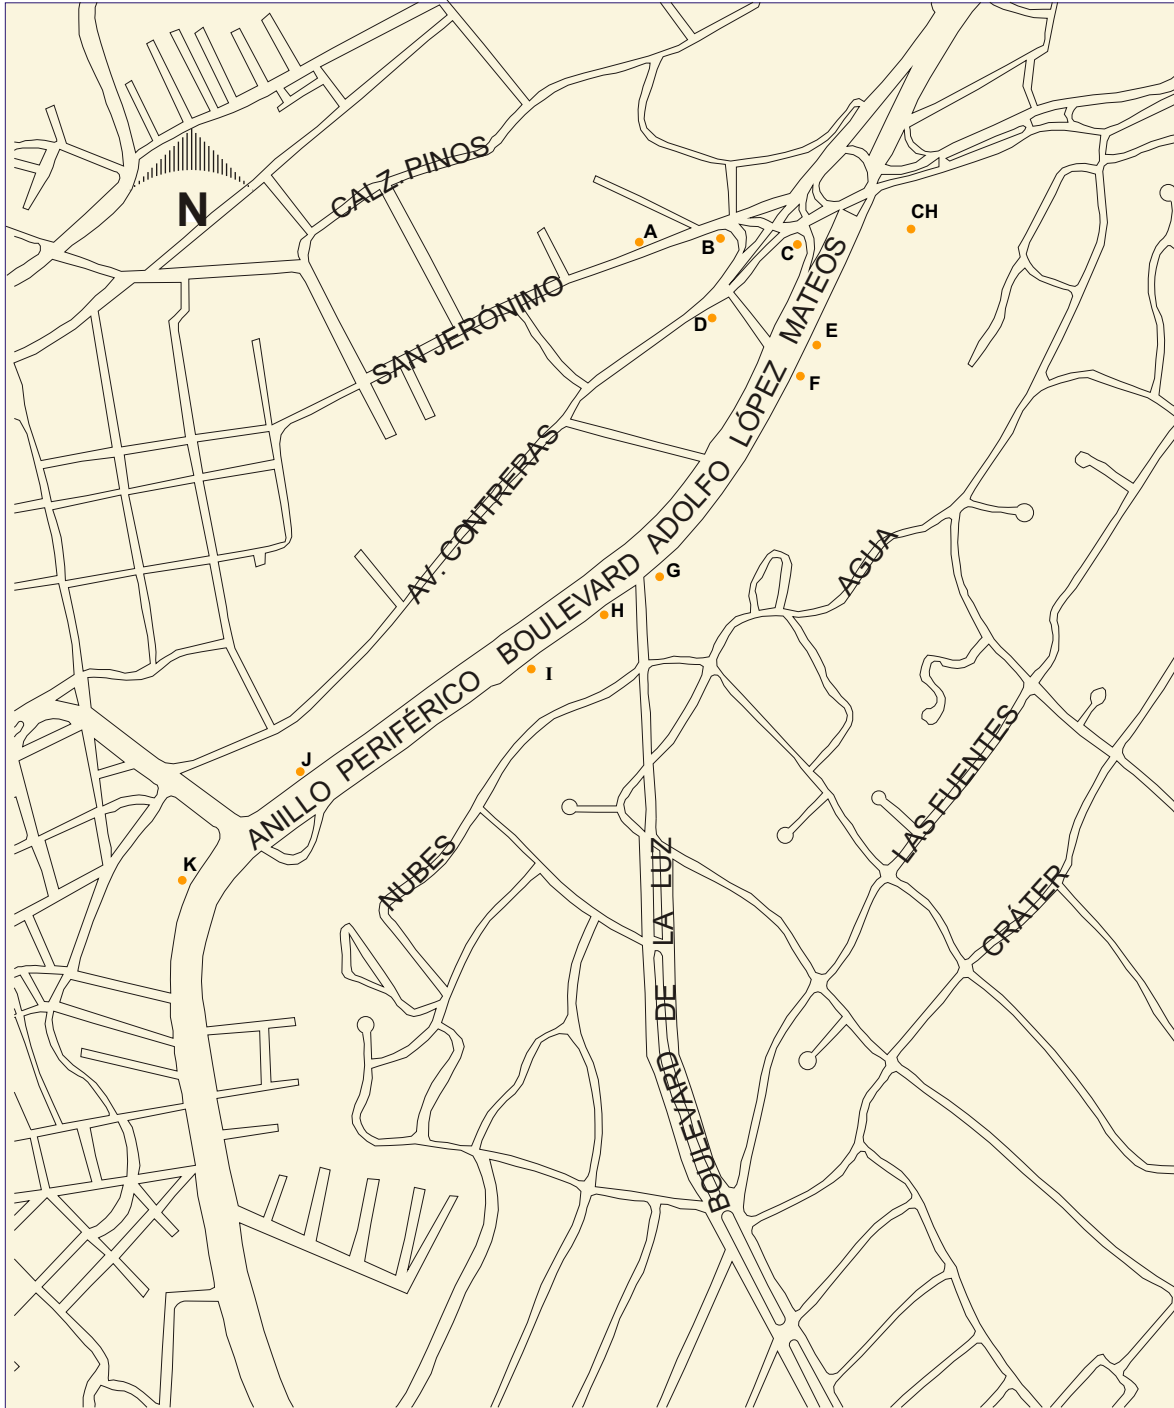 CALZ. PINOS
N
A
CH
B
C
SAN JERÓNIMO
D
E
F
AV. CONTRERAS
ANILLO PERIFÉRICO BOULEVARD ADOLFO LÓPEZ MATEOS
AGUA
G
H
I
J
LAS FUENTES
NUBES
K
CRÁTER
BOULEVARD DE LA LUZ